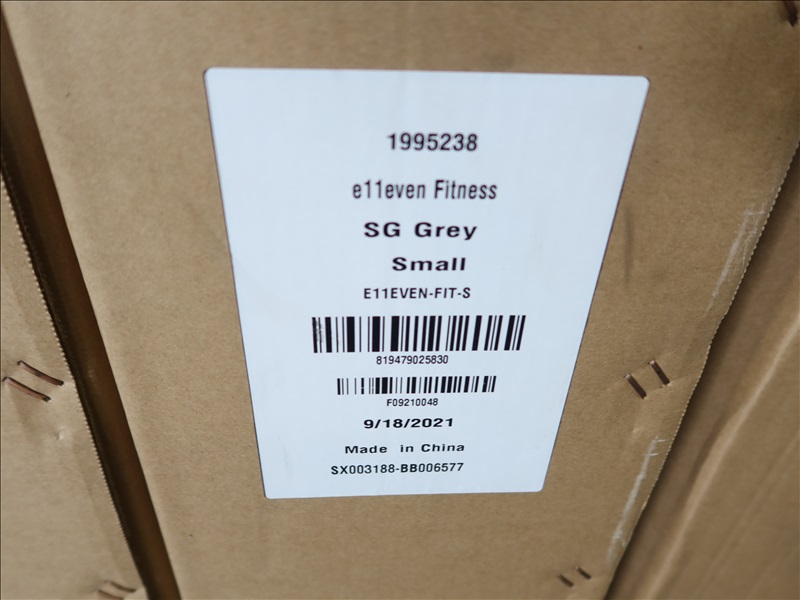 1995238
e11even Fitness
SG Grey
Small
E11EVEN-FIT-S
819479025830
F09210048
9/18/2021
Made in China
SX003188-BB006577